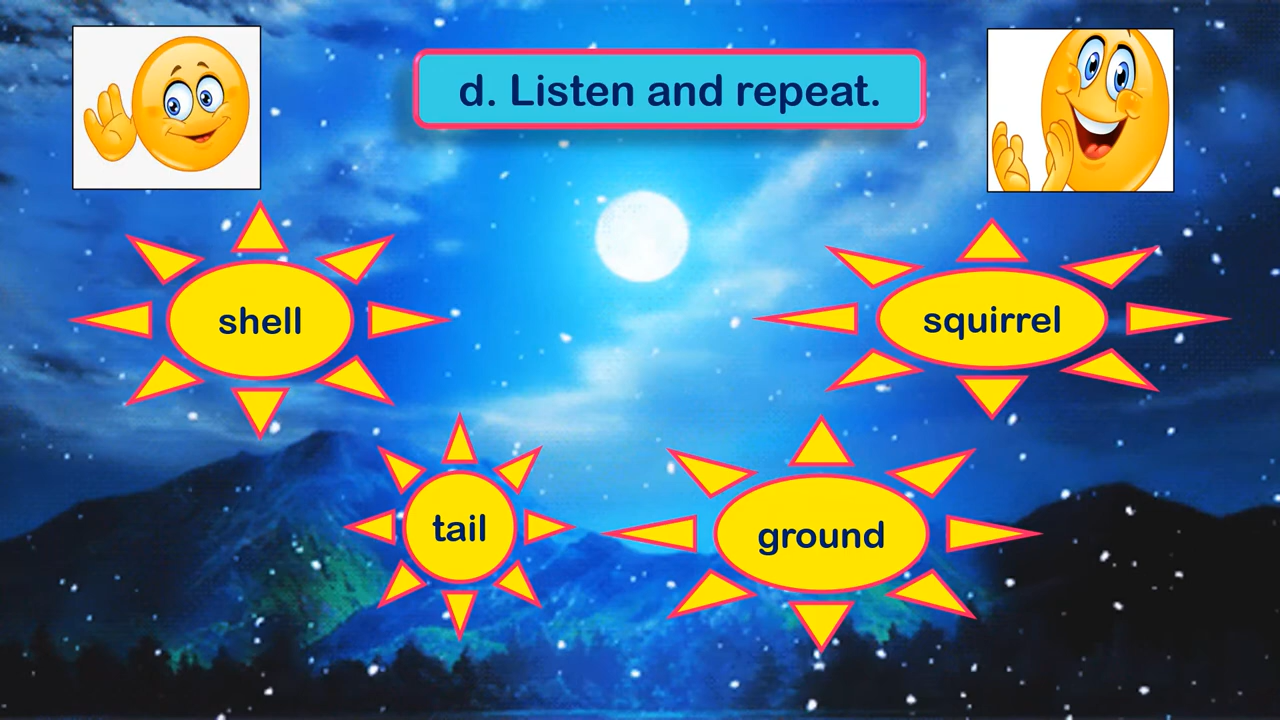 d. Listen and repeat.
shell
squirrel
tail
ground